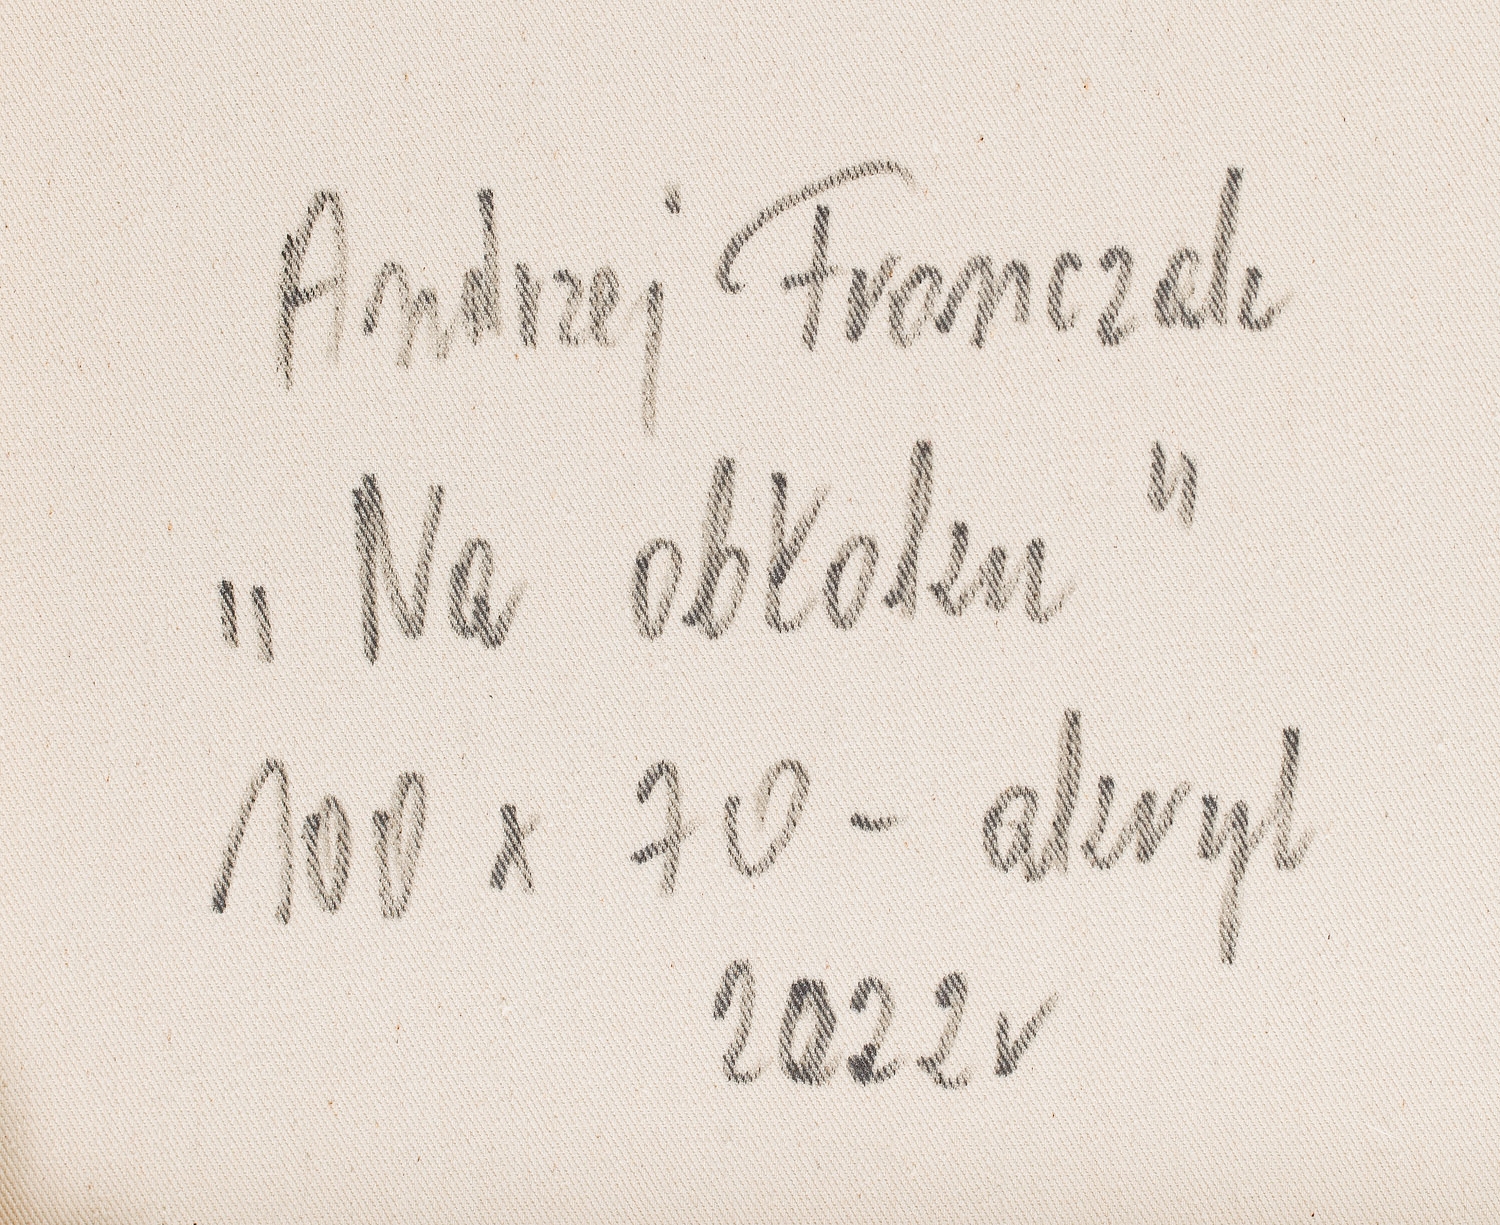 Andrzej Franczak
„Na obłoku"
100 x 70 - akryl
2022r